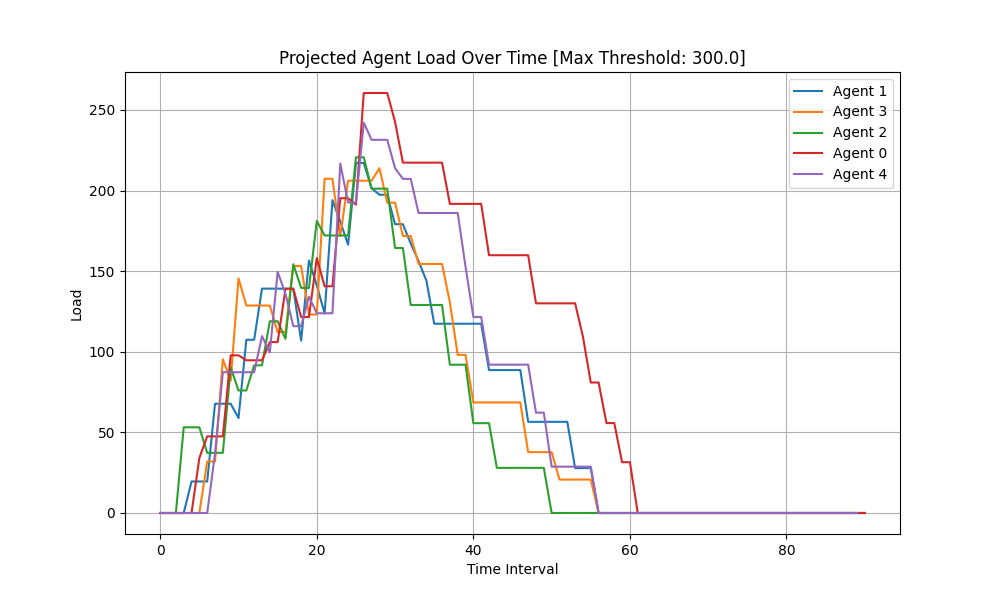 Projected Agent Load Over Time [Max Threshold: 300.0]
Load
250
200
150
100
50
0
0
20
40
60
80
Time Interval
Agent 1
Agent 3
Agent 2
Agent 0
Agent 4